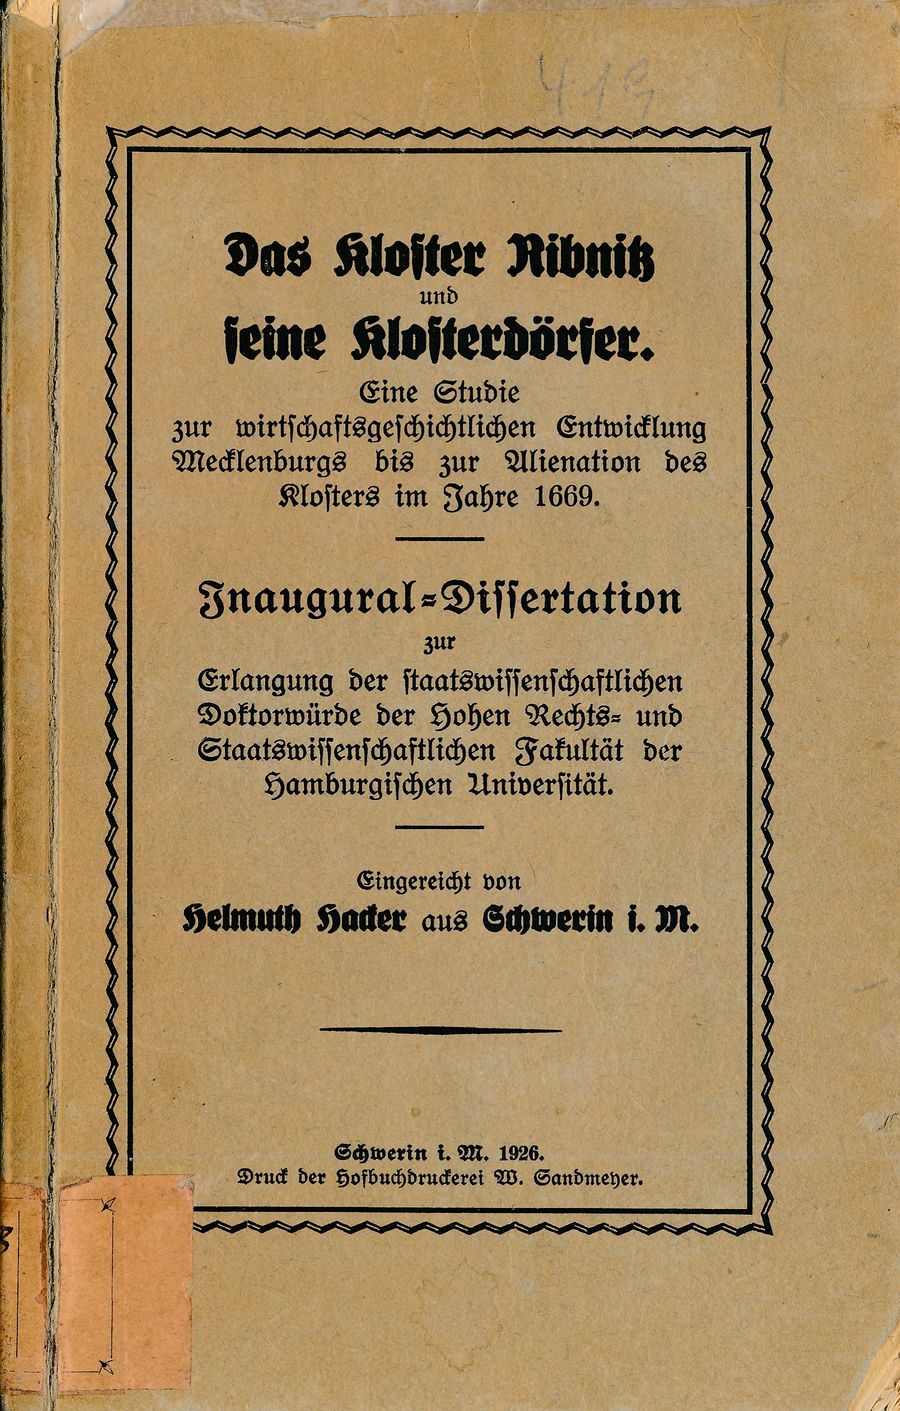 419
Das Kloster Ribnitz
und
seine Klosterdörfer.
Eine Studie
zur wirtschaftsgeschichtlichen Entwicklung
Mecklenburgs bis zur Alienation des
Klosters im Jahre 1669.
Inaugural-Dissertation
zur
Erlangung der staatswissenschaftlichen
Doktorwürde der Hohen Rechts- und
Staatswissenschaftlichen Fakultät der
Hamburgischen Universität.
Eingereicht von
Helmuth Hacker aus Schwerin i. M.
Schwerin i. M. 1926.
Druck der Hofbuchdruckerei W. Sandmeyer.